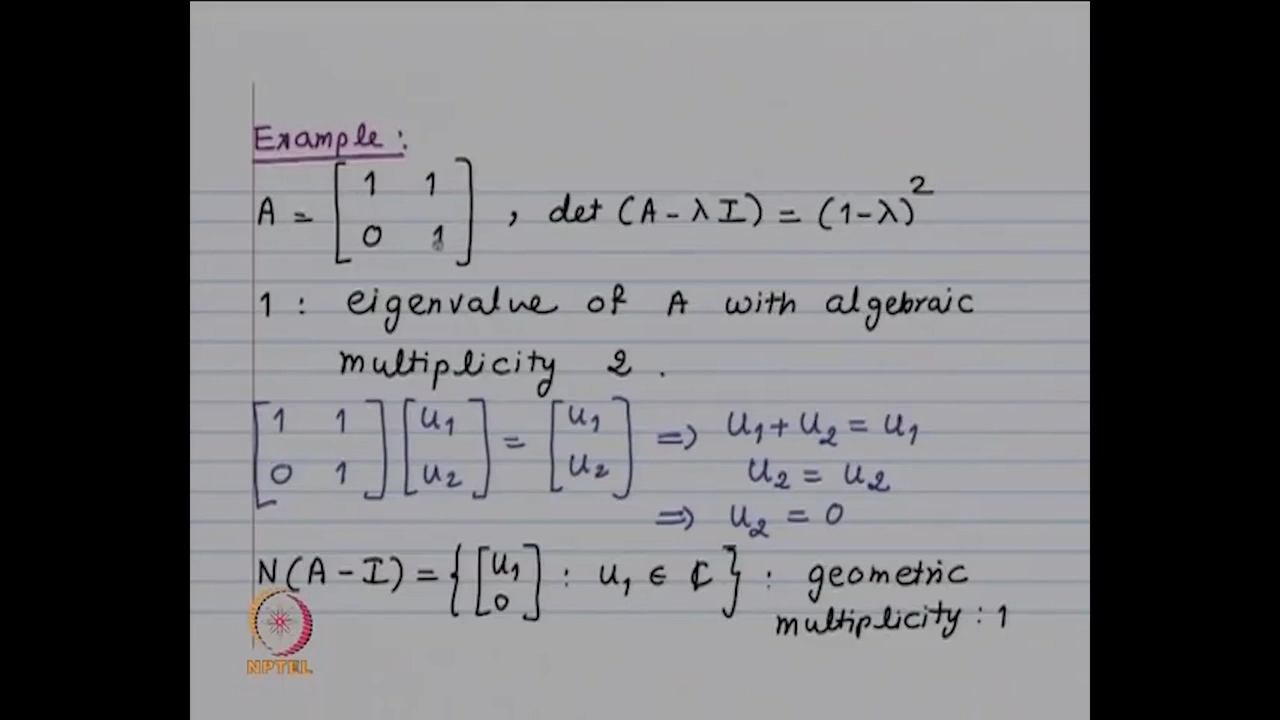 Example :
A = [ 1 1 ; 0 1 ] , det (A - λ I) = (1-λ)²
1 : eigenvalue of A with algebraic
multiplicity 2 .
[ 1 1 ; 0 1 ] [ u₁ ; u₂ ] = [ u₁ ; u₂ ] ⇒ u₁ + u₂ = u₁
u₂ = u₂
⇒ u₂ = 0
N (A - I) = { [ u₁ ; 0 ] : u₁ ∈ ℂ } : geometric
multiplicity : 1
NPTEL